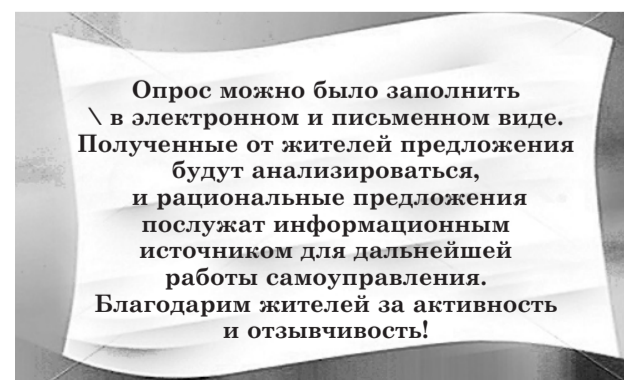 Опрос можно было заполнить
\ в электронном и письменном виде.
Полученные от жителей предложения
будут анализироваться,
и рациональные предложения
послужат информационным
источником для дальнейшей
работы самоуправления.
Благодарим жителей за активность
и отзывчивость!